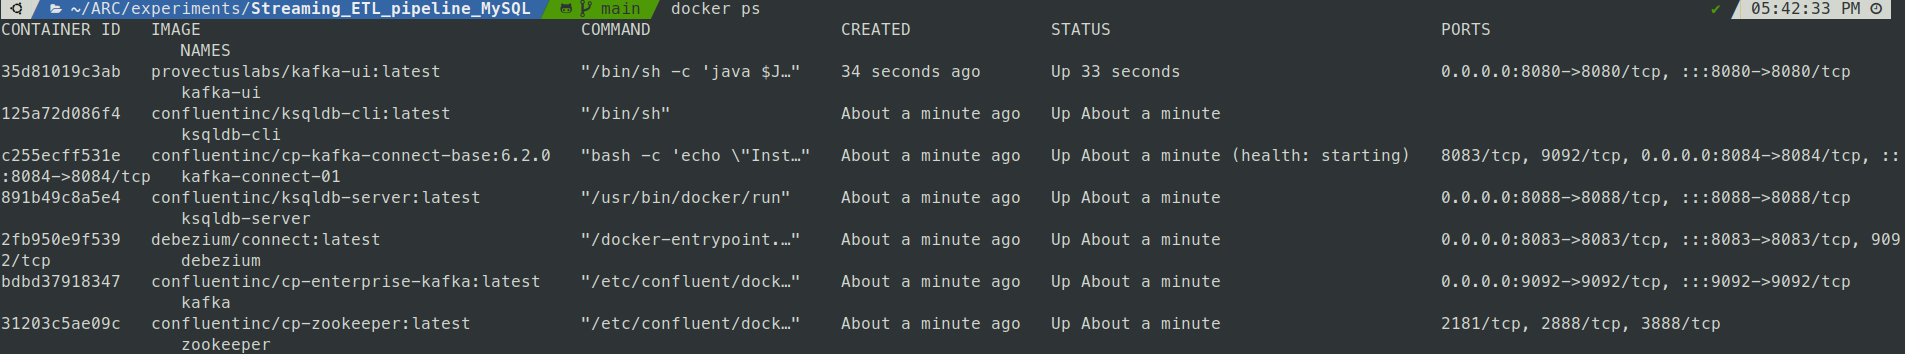 ~/ARC/experiments/Streaming_ETL_pipeline_MySQL main docker ps ✔ 05:42:33 PM
CONTAINER ID IMAGE COMMAND CREATED STATUS PORTS
NAMES
35d81019c3ab provectuslabs/kafka-ui:latest "/bin/sh -c 'java $J…" 34 seconds ago Up 33 seconds 0.0.0.0:8080->8080/tcp, :::8080->8080/tcp
kafka-ui
125a72d086f4 confluentinc/ksqldb-cli:latest "/bin/sh" About a minute ago Up About a minute
ksqldb-cli
c255ecff531e confluentinc/cp-kafka-connect-base:6.2.0 "bash -c 'echo \"Inst…" About a minute ago Up About a minute (health: starting) 8083/tcp, 9092/tcp, 0.0.0.0:8084->8084/tcp, ::
:8084->8084/tcp kafka-connect-01
891b49c8a5e4 confluentinc/ksqldb-server:latest "/usr/bin/docker/run" About a minute ago Up About a minute 0.0.0.0:8088->8088/tcp, :::8088->8088/tcp
ksqldb-server
2fb950e9f539 debezium/connect:latest "/docker-entrypoint.…" About a minute ago Up About a minute 0.0.0.0:8083->8083/tcp, :::8083->8083/tcp, 909
2/tcp debezium
bdbd37918347 confluentinc/cp-enterprise-kafka:latest "/etc/confluent/dock…" About a minute ago Up About a minute 0.0.0.0:9092->9092/tcp, :::9092->9092/tcp
kafka
31203c5ae09c confluentinc/cp-zookeeper:latest "/etc/confluent/dock…" About a minute ago Up About a minute 2181/tcp, 2888/tcp, 3888/tcp
zookeeper